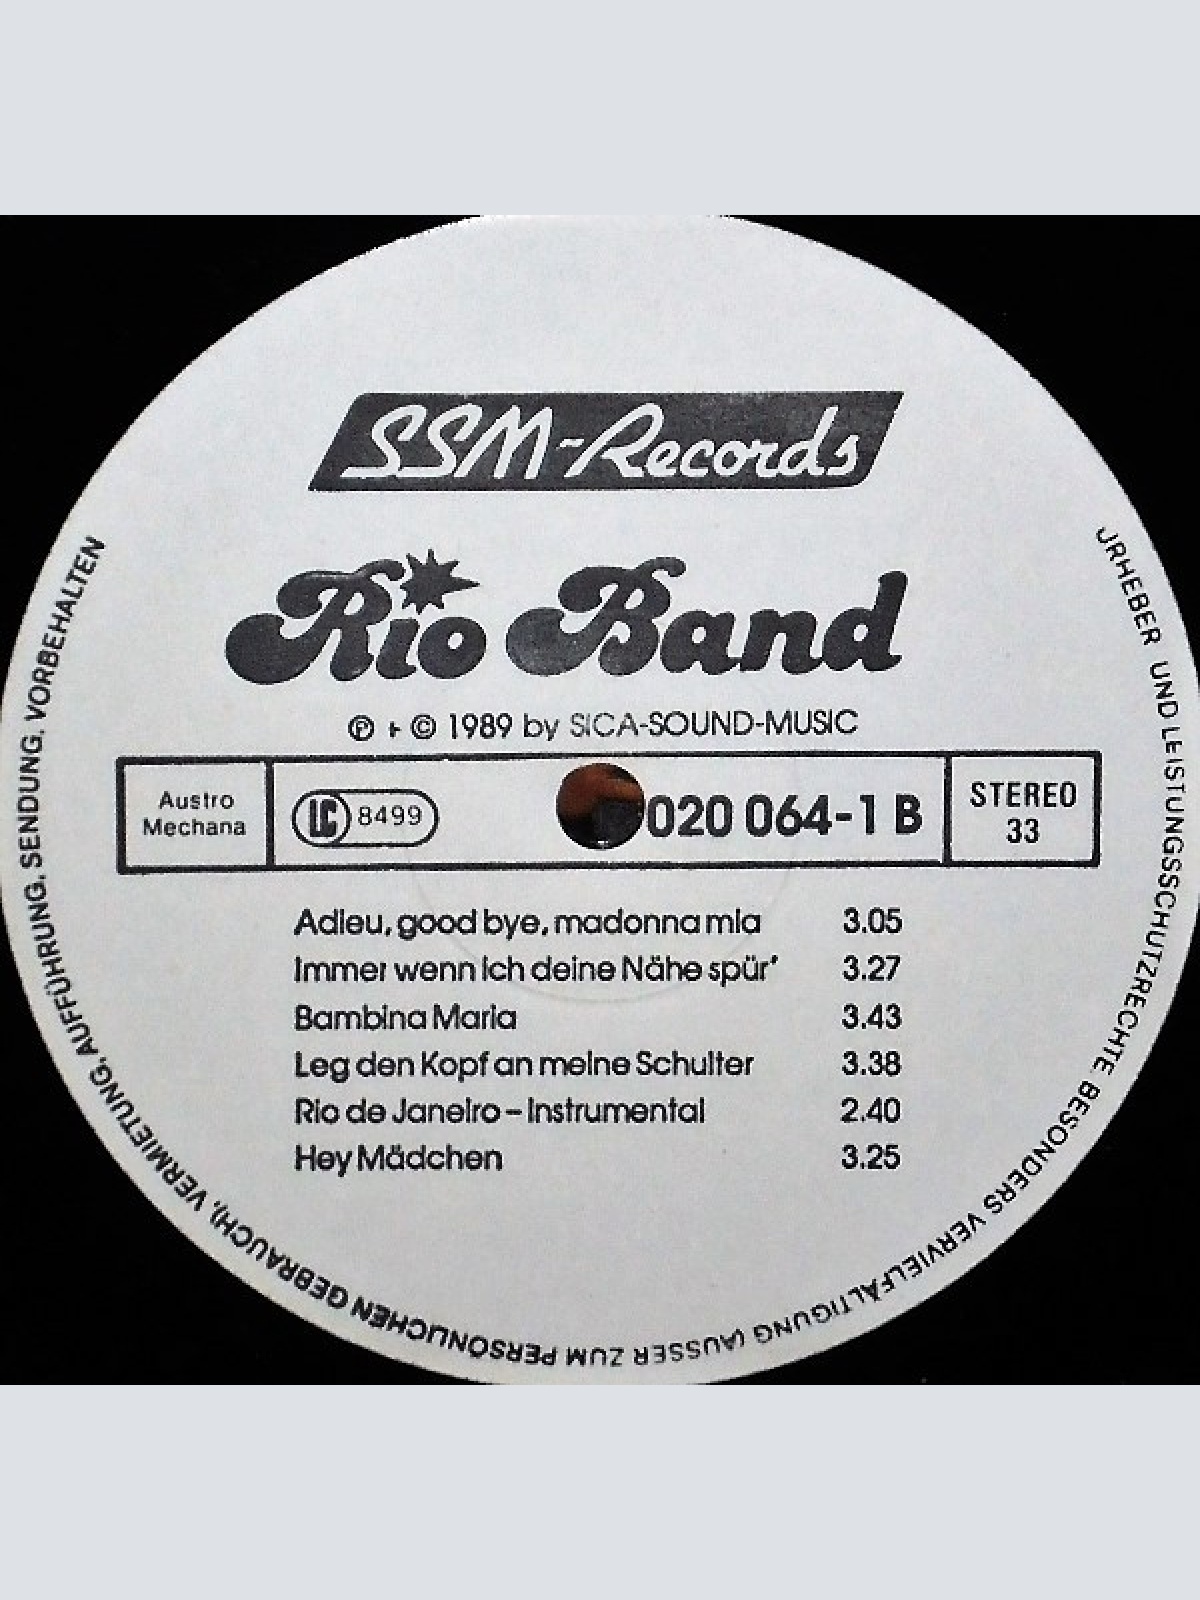 SSM-Records
Rio Band
℗ + © 1989 by SICA-SOUND-MUSIC
Austro
Mechana
LC 8499
020 064-1 B
STEREO
33
Adieu, good bye, madonna mia 3.05
Immer wenn ich deine Nähe spür' 3.27
Bambina Maria 3.43
Leg den Kopf an meine Schulter 3.38
Rio de Janeiro – Instrumental 2.40
Hey Mädchen 3.25
URHEBER UND LEISTUNGSSCHUTZRECHTE, BESONDERS VERVIELFÄLTIGUNG (AUSSER ZUM PERSÖNLICHEN GEBRAUCH), VERMIETUNG, AUFFÜHRUNG, SENDUNG, VORBEHALTEN